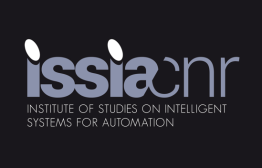 issiacnr
INSTITUTE OF STUDIES ON INTELLIGENT
SYSTEMS FOR AUTOMATION